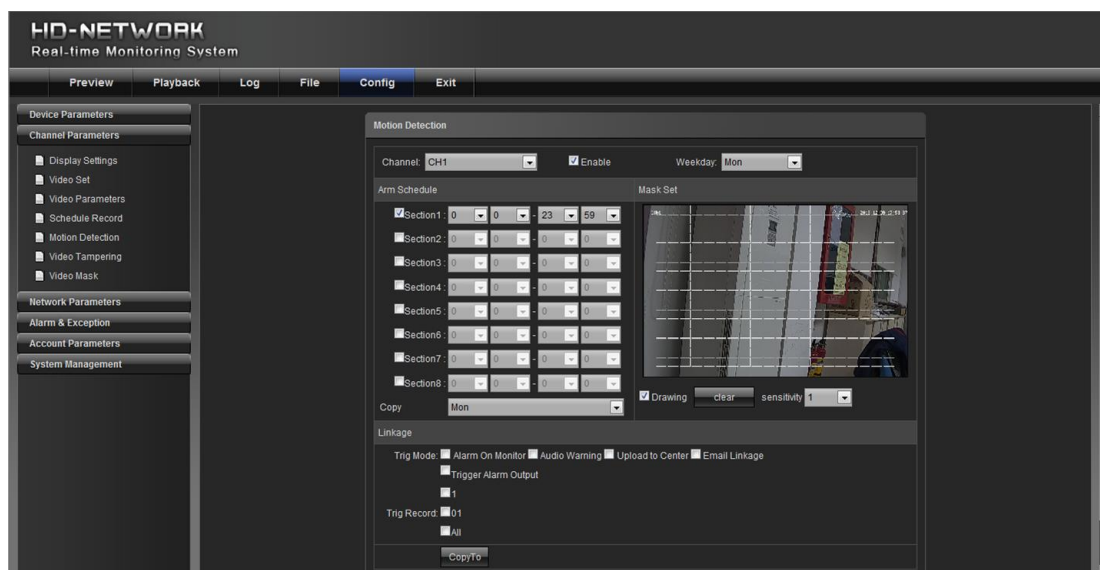 HD-NETWORK
Real-time Monitoring System
Preview Playback Log File Config Exit
Device Parameters
Channel Parameters
Display Settings
Video Set
Video Parameters
Schedule Record
Motion Detection
Video Tampering
Video Mask
Network Parameters
Alarm & Exception
Account Parameters
System Management
Motion Detection
Channel: CH1 Enable Weekday: Mon
Arm Schedule
Section1 : 0 0 - 23 59
Section2 : 0 0 - 0 0
Section3 : 0 0 - 0 0
Section4 : 0 0 - 0 0
Section5 : 0 0 - 0 0
Section6 : 0 0 - 0 0
Section7 : 0 0 - 0 0
Section8 : 0 0 - 0 0
Copy Mon
Mask Set
Drawing clear sensitivity 1
Linkage
Trig Mode: Alarm On Monitor Audio Warning Upload to Center Email Linkage
Trigger Alarm Output
1
Trig Record: 01
All
CopyTo